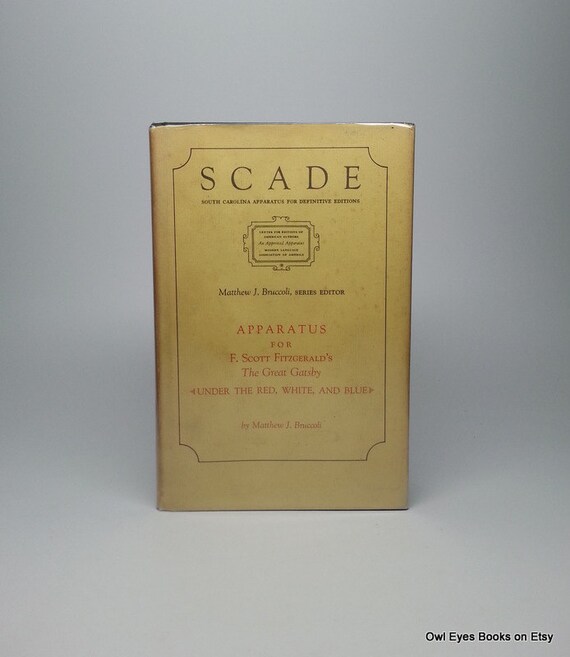 SCADE
SOUTH CAROLINA APPARATUS FOR DEFINITIVE EDITIONS
CENTER FOR EDITIONS OF
AMERICAN AUTHORS
An Approved Apparatus
MODERN LANGUAGE
ASSOCIATION OF AMERICA
Matthew J. Bruccoli, SERIES EDITOR
APPARATUS
FOR
F. SCOTT FITZGERALD'S
The Great Gatsby
UNDER THE RED, WHITE, AND BLUE
by Matthew J. Bruccoli
Owl Eyes Books on Etsy